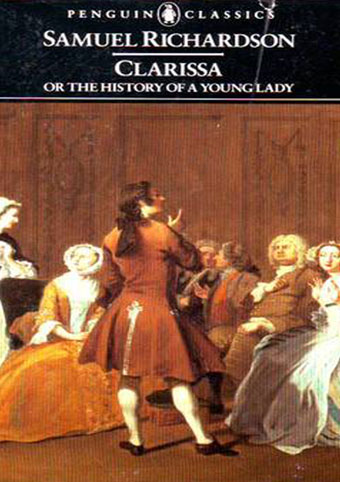 PENGUIN CLASSICS
SAMUEL RICHARDSON
CLARISSA
OR THE HISTORY OF A YOUNG LADY